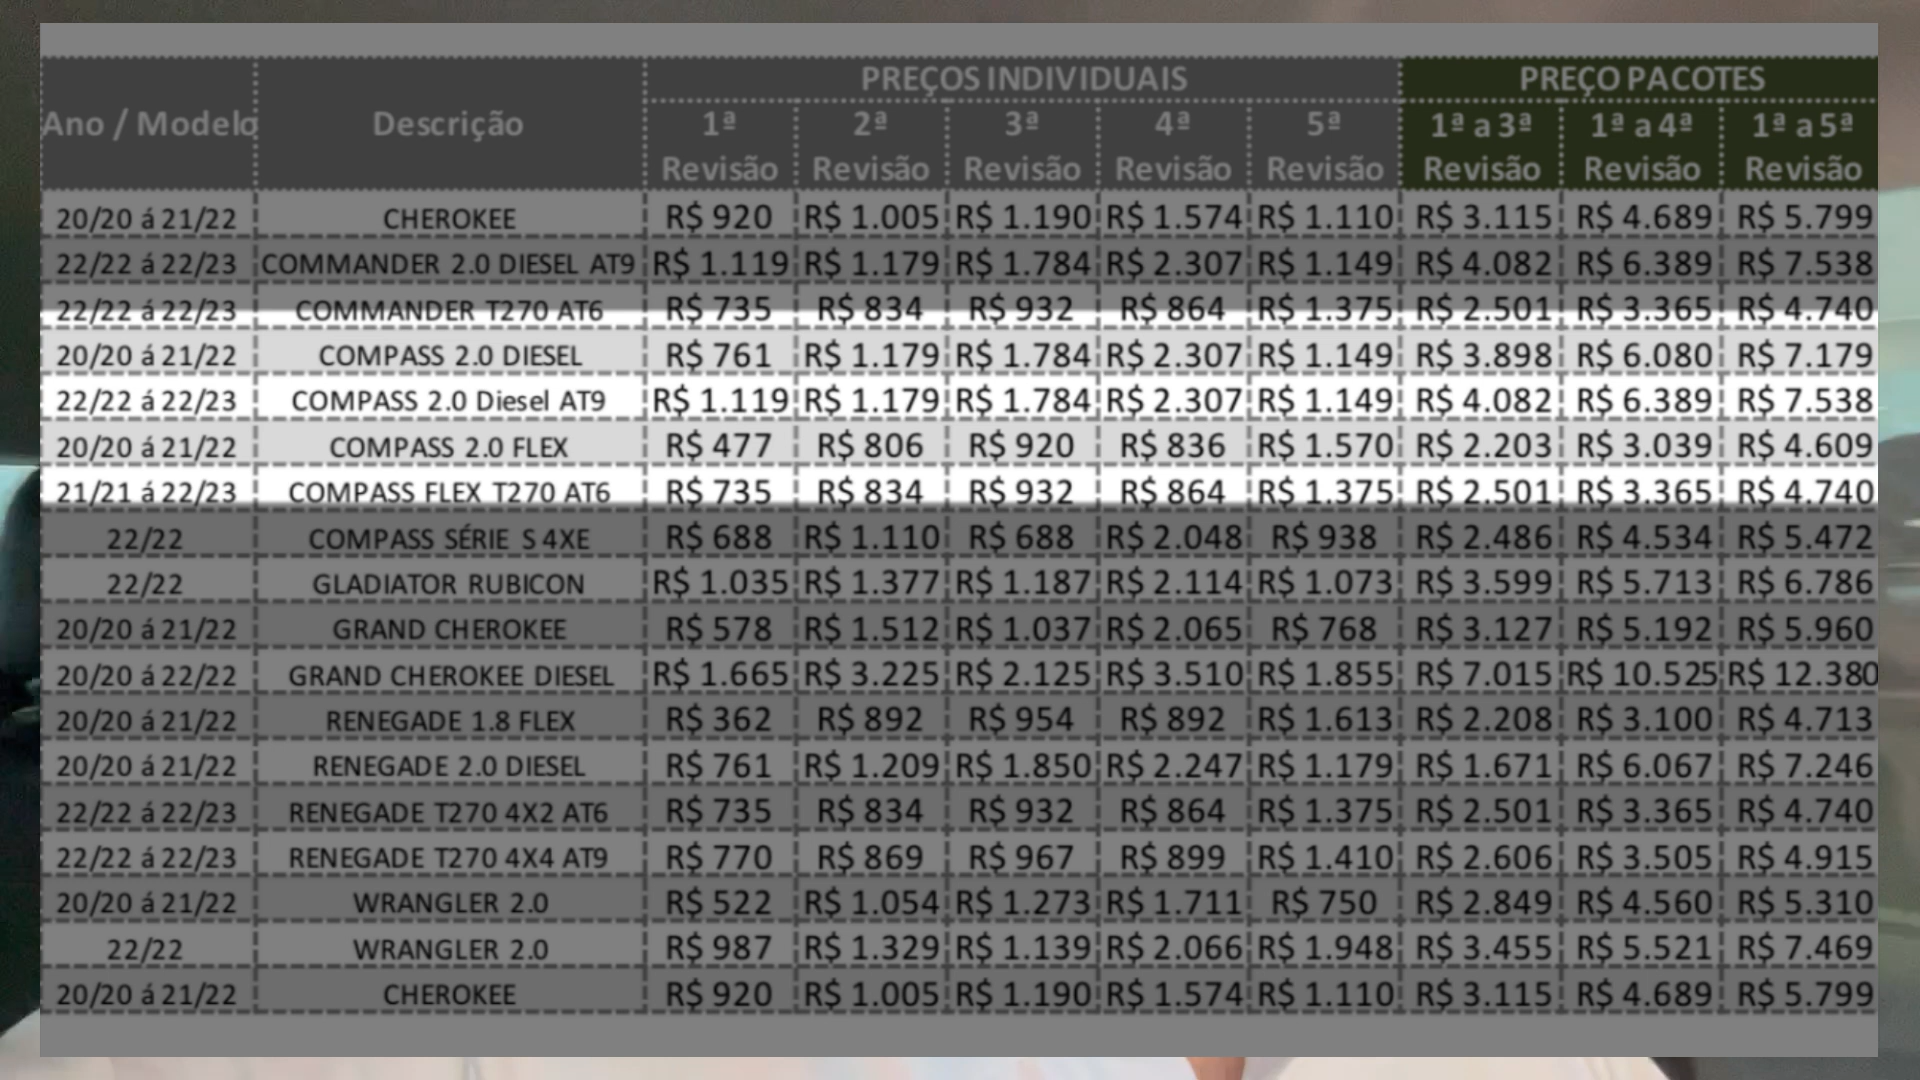 PREÇOS INDIVIDUAIS PREÇO PACOTES
Ano / Modelo Descrição 1ª 2ª 3ª 4ª 5ª 1ª a 3ª 1ª a 4ª 1ª a 5ª
Revisão Revisão Revisão Revisão Revisão Revisão Revisão Revisão
20/20 á 21/22 CHEROKEE R$ 920 R$ 1.005 R$ 1.190 R$ 1.574 R$ 1.110 R$ 3.115 R$ 4.689 R$ 5.799
22/22 á 22/23 COMMANDER 2.0 DIESEL AT9 R$ 1.119 R$ 1.179 R$ 1.784 R$ 2.307 R$ 1.149 R$ 4.082 R$ 6.389 R$ 7.538
22/22 á 22/23 COMMANDER T270 AT6 R$ 735 R$ 834 R$ 932 R$ 864 R$ 1.375 R$ 2.501 R$ 3.365 R$ 4.740
20/20 á 21/22 COMPASS 2.0 DIESEL R$ 761 R$ 1.179 R$ 1.784 R$ 2.307 R$ 1.149 R$ 3.898 R$ 6.080 R$ 7.179
22/22 á 22/23 COMPASS 2.0 Diesel AT9 R$ 1.119 R$ 1.179 R$ 1.784 R$ 2.307 R$ 1.149 R$ 4.082 R$ 6.389 R$ 7.538
20/20 á 21/22 COMPASS 2.0 FLEX R$ 477 R$ 806 R$ 920 R$ 836 R$ 1.570 R$ 2.203 R$ 3.039 R$ 4.609
21/21 á 22/23 COMPASS FLEX T270 AT6 R$ 735 R$ 834 R$ 932 R$ 864 R$ 1.375 R$ 2.501 R$ 3.365 R$ 4.740
22/22 COMPASS SÉRIE S 4XE R$ 688 R$ 1.110 R$ 688 R$ 2.048 R$ 938 R$ 2.486 R$ 4.534 R$ 5.472
22/22 GLADIATOR RUBICON R$ 1.035 R$ 1.377 R$ 1.187 R$ 2.114 R$ 1.073 R$ 3.599 R$ 5.713 R$ 6.786
20/20 á 21/22 GRAND CHEROKEE R$ 578 R$ 1.512 R$ 1.037 R$ 2.065 R$ 768 R$ 3.127 R$ 5.192 R$ 5.960
20/20 á 22/22 GRAND CHEROKEE DIESEL R$ 1.665 R$ 3.225 R$ 2.125 R$ 3.510 R$ 1.855 R$ 7.015 R$ 10.525 R$ 12.380
20/20 á 21/22 RENEGADE 1.8 FLEX R$ 362 R$ 892 R$ 954 R$ 892 R$ 1.613 R$ 2.208 R$ 3.100 R$ 4.713
20/20 á 21/22 RENEGADE 2.0 DIESEL R$ 761 R$ 1.209 R$ 1.850 R$ 2.247 R$ 1.179 R$ 1.671 R$ 6.067 R$ 7.246
22/22 á 22/23 RENEGADE T270 4X2 AT6 R$ 735 R$ 834 R$ 932 R$ 864 R$ 1.375 R$ 2.501 R$ 3.365 R$ 4.740
22/22 á 22/23 RENEGADE T270 4X4 AT9 R$ 770 R$ 869 R$ 967 R$ 899 R$ 1.410 R$ 2.606 R$ 3.505 R$ 4.915
20/20 á 21/22 WRANGLER 2.0 R$ 522 R$ 1.054 R$ 1.273 R$ 1.711 R$ 750 R$ 2.849 R$ 4.560 R$ 5.310
22/22 WRANGLER 2.0 R$ 987 R$ 1.329 R$ 1.139 R$ 2.066 R$ 1.948 R$ 3.455 R$ 5.521 R$ 7.469
20/20 á 21/22 CHEROKEE R$ 920 R$ 1.005 R$ 1.190 R$ 1.574 R$ 1.110 R$ 3.115 R$ 4.689 R$ 5.799